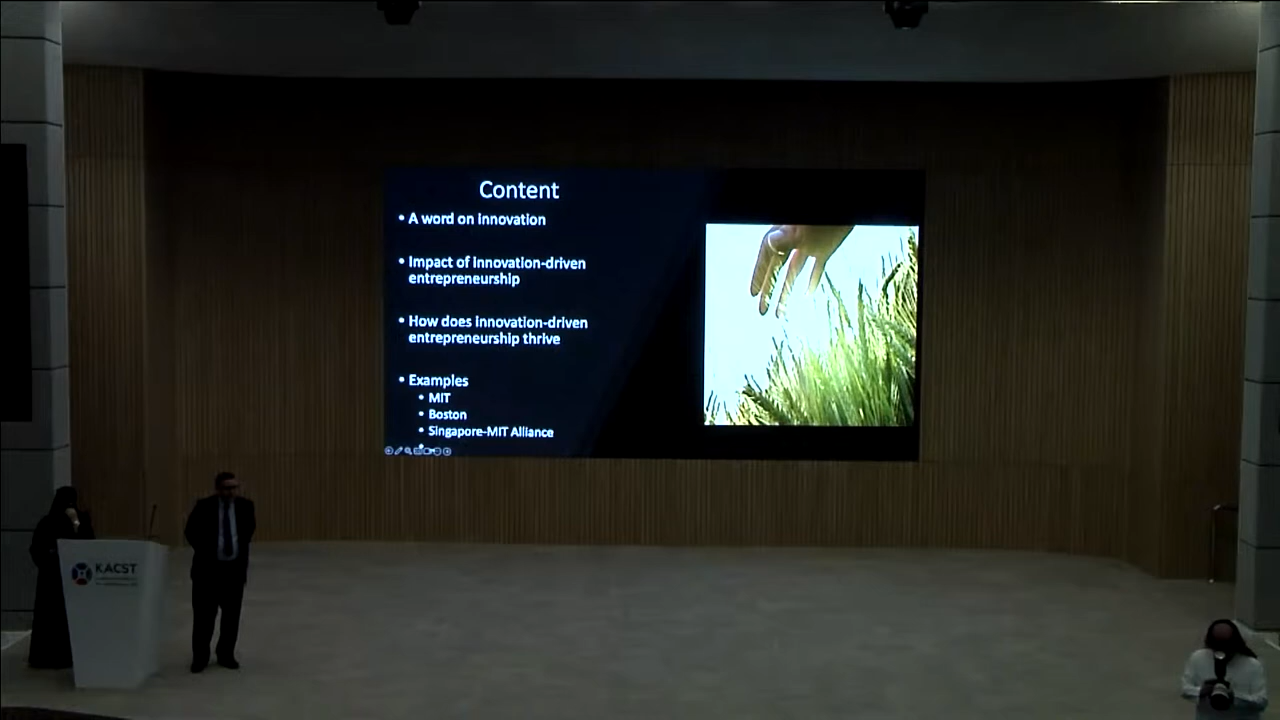 Content
• A word on innovation
• Impact of innovation-driven
entrepreneurship
• How does innovation-driven
entrepreneurship thrive
• Examples
• MIT
• Boston
• Singapore-MIT Alliance
KACST